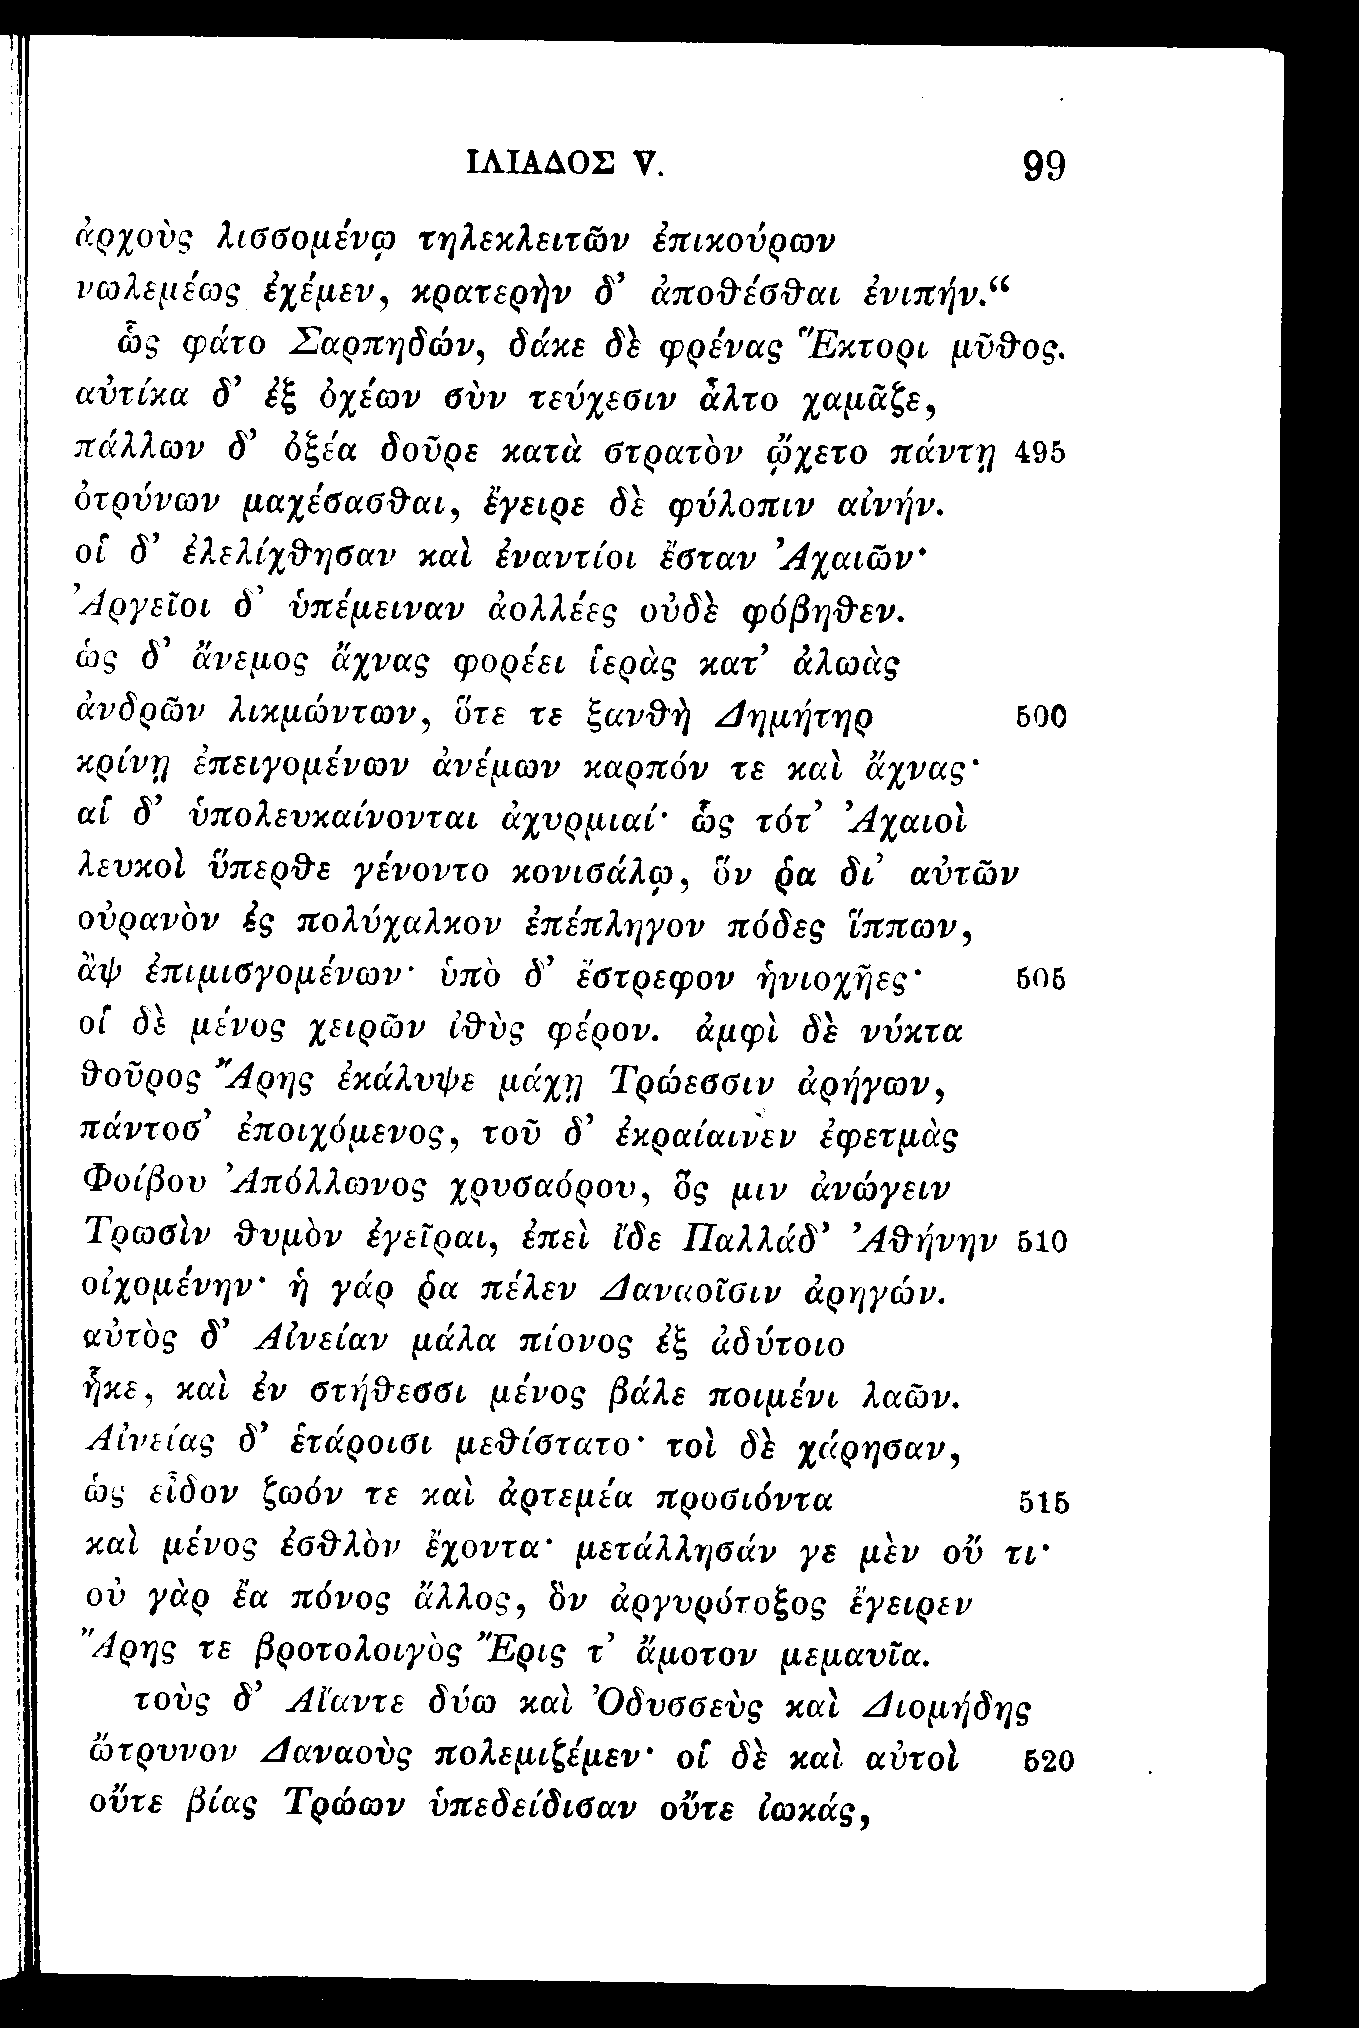 ΙΛΙΑΔΟΣ V. 99
ἀρχοὺς λισσομένῳ τηλεκλειτῶν ἐπικούρων
νωλεμέως ἐχέμεν, κρατερὴν δ’ ἀποθέσθαι ἐνιπήν.“
ὣς φάτο Σαρπηδών, δάκε δὲ φρένας Ἕκτορι μῦθος.
αὐτίκα δ’ ἐξ ὀχέων σὺν τεύχεσιν ἆλτο χαμᾶζε,
πάλλων δ’ ὀξέα δοῦρε κατὰ στρατὸν ᾤχετο πάντῃ 495
ὀτρύνων μαχέσασθαι, ἔγειρε δὲ φύλοπιν αἰνήν.
οἳ δ’ ἐλελίχθησαν καὶ ἐναντίοι ἔσταν Ἀχαιῶν·
Ἀργεῖοι δ’ ὑπέμειναν ἀολλέες οὐδὲ φόβηθεν.
ὡς δ’ ἄνεμος ἄχνας φορέει ἱερὰς κατ’ ἀλωὰς
ἀνδρῶν λικμώντων, ὅτε τε ξανθὴ Δημήτηρ 500
κρίνῃ ἐπειγομένων ἀνέμων καρπόν τε καὶ ἄχνας·
αἳ δ’ ὑπολευκαίνονται ἀχυρμιαί· ὣς τότ’ Ἀχαιοὶ
λευκοὶ ὕπερθε γένοντο κονισάλῳ, ὅν ῥα δι’ αὐτῶν
οὐρανὸν ἐς πολύχαλκον ἐπέπληγον πόδες ἵππων,
ἂψ ἐπιμισγομένων· ὑπὸ δ’ ἔστρεφον ἡνιοχῆες· 505
οἳ δὲ μένος χειρῶν ἰθὺς φέρον. ἀμφὶ δὲ νύκτα
θοῦρος Ἄρης ἐκάλυψε μάχῃ Τρώεσσιν ἀρήγων,
πάντοσ’ ἐποιχόμενος, τοῦ δ’ ἐκραίαινεν ἐφετμὰς
Φοίβου Ἀπόλλωνος χρυσαόρου, ὅς μιν ἀνώγειν
Τρωσὶν θυμὸν ἐγεῖραι, ἐπεὶ ἴδε Παλλάδ’ Ἀθήνην 510
οἰχομένην· ἡ γάρ ῥα πέλεν Δαναοῖσιν ἀρηγών.
αὐτὸς δ’ Αἰνείαν μάλα πίονος ἐξ ἀδύτοιο
ἧκε, καὶ ἐν στήθεσσι μένος βάλε ποιμένι λαῶν.
Αἰνείας δ’ ἑτάροισι μεθίστατο· τοὶ δὲ χάρησαν,
ὡς εἶδον ζωόν τε καὶ ἀρτεμέα προσιόντα 515
καὶ μένος ἐσθλὸν ἔχοντα· μετάλλησάν γε μὲν οὔ τι·
οὐ γὰρ ἔα πόνος ἄλλος, ὃν ἀργυρότοξος ἔγειρεν
Ἄρης τε βροτολοιγὸς Ἔρις τ’ ἄμοτον μεμαυῖα.
τοὺς δ’ Αἴαντε δύω καὶ Ὀδυσσεὺς καὶ Διομήδης
ὤτρυνον Δαναοὺς πολεμιζέμεν· οἳ δὲ καὶ αὐτοὶ 520
οὔτε βίας Τρώων ὑπεδείδισαν οὔτε ἰωκάς,